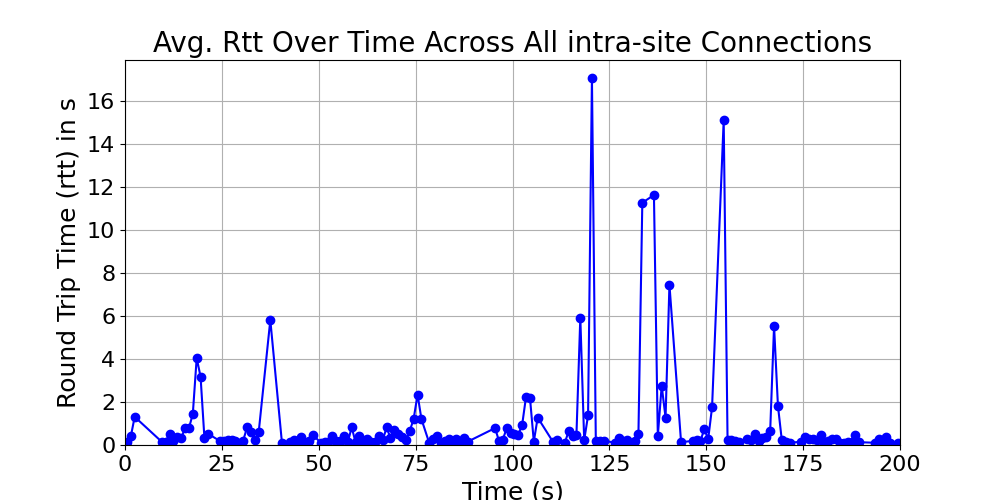 Avg. Rtt Over Time Across All intra-site Connections
Round Trip Time (rtt) in s
16
14
12
10
8
6
4
2
0
0 25 50 75 100 125 150 175 200
Time (s)